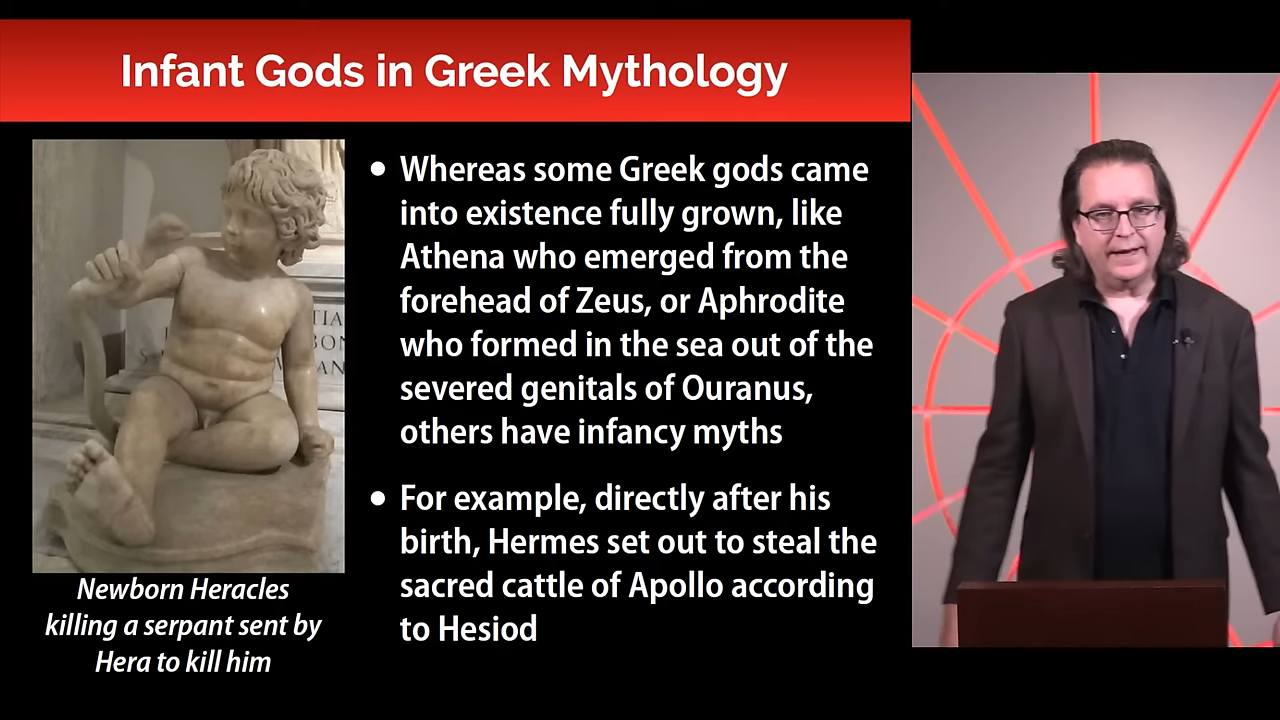 Infant Gods in Greek Mythology
• Whereas some Greek gods came
into existence fully grown, like
Athena who emerged from the
forehead of Zeus, or Aphrodite
who formed in the sea out of the
severed genitals of Ouranus,
others have infancy myths
• For example, directly after his
birth, Hermes set out to steal the
sacred cattle of Apollo according
to Hesiod
Newborn Heracles
killing a serpant sent by
Hera to kill him